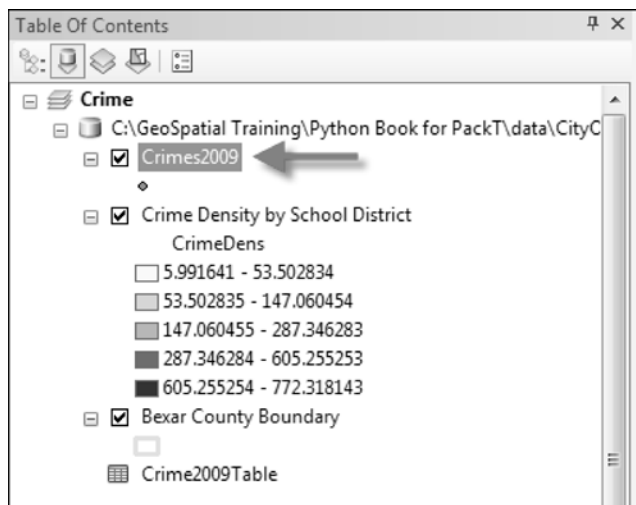 Table Of Contents
Crime
C:\GeoSpatial Training\Python Book for PackT\data\CityC
Crimes2009
Crime Density by School District
CrimeDens
5.991641 - 53.502834
53.502835 - 147.060454
147.060455 - 287.346283
287.346284 - 605.255253
605.255254 - 772.318143
Bexar County Boundary
Crime2009Table